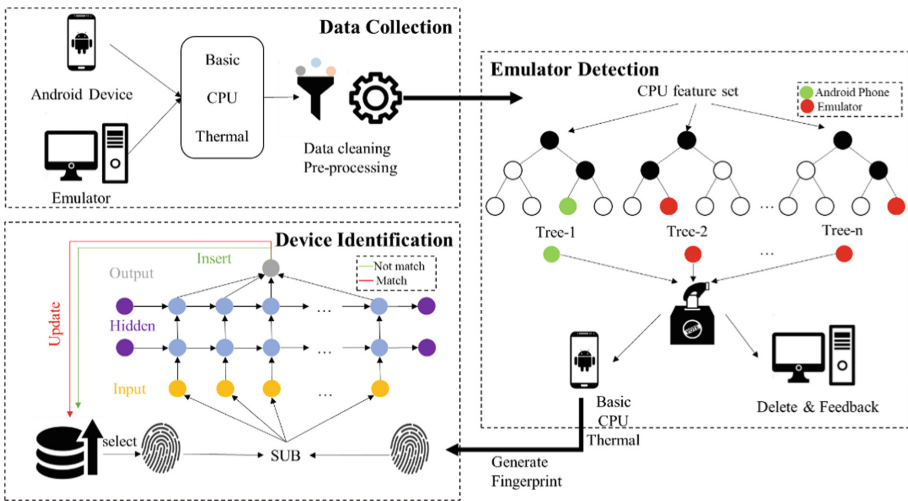 Data Collection
Android Device
Emulator
Basic
CPU
Thermal
Data cleaning
Pre-processing
Emulator Detection
CPU feature set
Android Phone
Emulator
...
Tree-1
Tree-2
Tree-n
...
Basic
CPU
Thermal
Delete & Feedback
Generate
Fingerprint
Device Identification
Not match
Match
Output
Insert
Update
Hidden
...
...
Input
...
select
SUB